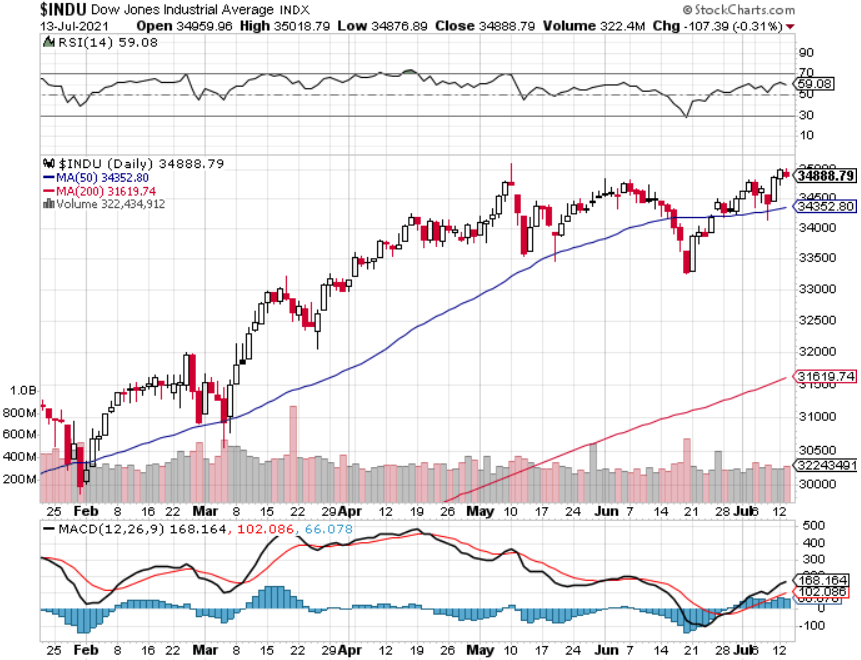 $INDU Dow Jones Industrial Average INDX © StockCharts.com
13-Jul-2021 Open 34959.96 High 35018.79 Low 34876.89 Close 34888.79 Volume 322.4M Chg -107.39 (-0.31%)
RSI(14) 59.08
90
70
59.08
50
30
10
$INDU (Daily) 34888.79
MA(50) 34352.80
MA(200) 31619.74
Volume 322,434,912
34888.79
34500
34352.80
34000
33500
33000
32500
32000
31619.74
31500
31000
30500
32243491
30000
1.0B
800M
600M
400M
200M
25 Feb 8 16 22 Mar 8 15 22 29 Apr 12 19 26 May 10 17 24 Jun 7 14 21 28 Jul 6 12
MACD(12,26,9) 168.164, 102.086, 66.078
500
400
300
168.164
102.086
0
-100
25 Feb 8 16 22 Mar 8 15 22 29 Apr 12 19 26 May 10 17 24 Jun 7 14 21 28 Jul 6 12